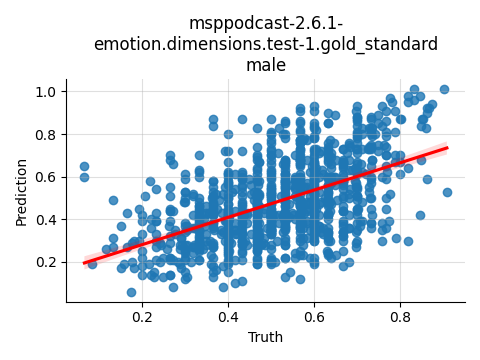 msppodcast-2.6.1-
emotion.dimensions.test-1.gold_standard
male
1.0
0.8
0.6
0.4
0.2
Prediction
0.2 0.4 0.6 0.8
Truth